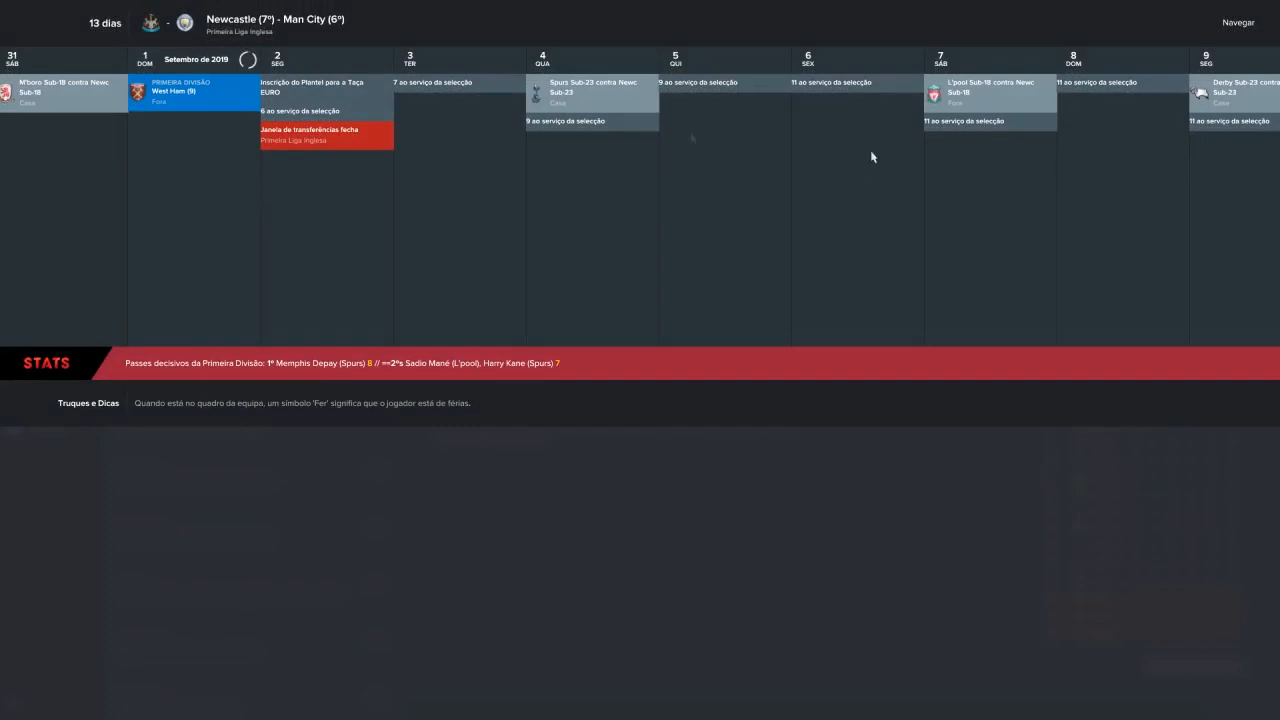 13 dias
Newcastle (7º) - Man City (6º)
Primeira Liga Inglesa
Navegar
31
SÁB
1
DOM
Setembro de 2019
2
SEG
3
TER
4
QUA
5
QUI
6
SEX
7
SÁB
8
DOM
9
SEG
M'boro Sub-18 contra Newc
Sub-18
Casa
PRIMEIRA DIVISÃO
West Ham (9)
Fora
Inscrição do Plantel para a Taça
EURO
6 ao serviço da selecção
Janela de transferências fecha
Primeira Liga Inglesa
7 ao serviço da selecção
Spurs Sub-23 contra Newc
Sub-23
Casa
9 ao serviço da selecção
9 ao serviço da selecção
11 ao serviço da selecção
L'pool Sub-18 contra Newc
Sub-18
Fora
11 ao serviço da selecção
11 ao serviço da selecção
Derby Sub-23 contra
Sub-23
Casa
11 ao serviço da selecção
STATS
Passes decisivos da Primeira Divisão: 1º Memphis Depay (Spurs) 8 // ==2ºs Sadio Mané (L'pool), Harry Kane (Spurs) 7
Truques e Dicas
Quando está no quadro da equipa, um símbolo 'Fer' significa que o jogador está de férias.